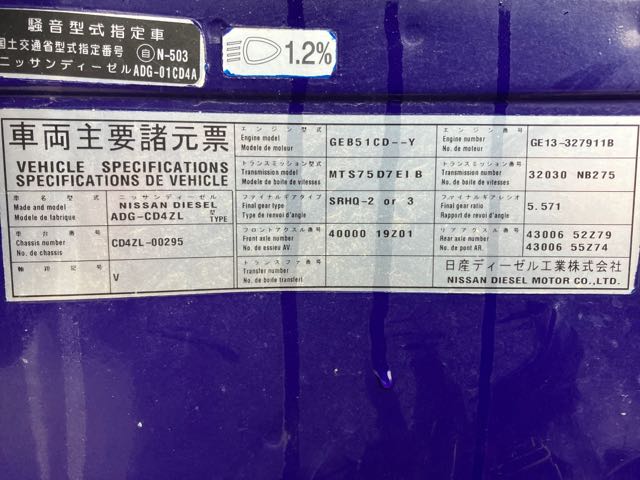 騒音型式指定車
国土交通省型式指定番号 自 N-503
ニッサンディーゼル ADG-01CD4A
1.2%
車両主要諸元票
VEHICLE SPECIFICATIONS
SPECIFICATIONS DE VEHICLE
車名型式 ニッサンディーゼル
Made and model NISSAN DIESEL 型
Modele de fabrique ADG-CD4ZL TYPE
車台番号
Chassis number CD4ZL-00295
No. de chassis
V
エンジン型式
Engine model GEB51CD--Y
Modele de moteur
トランスミッション型式
Transmission model MTS75D7EIB
Modele de boite de vitesses
ファイナルギアタイプ
Final gear type SRHQ-2 or 3
Type de renvoi d'angle
フロントアクスル番号 40000 19Z01
Front axle number
No. de essieu AV.
トランスファ番号
Transfer number
No. de boite transfert.
エンジン番号
Engine number GE13-327911B
No. de moteur
トランスミッション番号
Transmission number 32030 NB275
No. de boite de vitesses
ファイナルギアレシオ
Final gear ratio 5.571
Rapport de renvoi d'angle
リアアクスル番号 43006 52Z79
Rear axle number 43006 55Z74
No. de pont AR.
日産ディーゼル工業株式会社
NISSAN DIESEL MOTOR CO.,LTD.